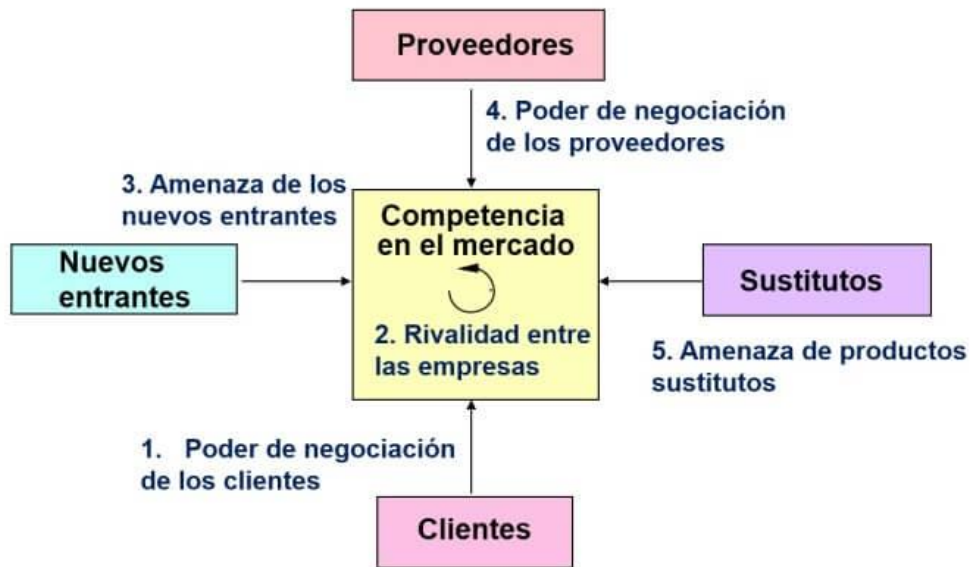 Proveedores
4. Poder de negociación
de los proveedores
3. Amenaza de los
nuevos entrantes
Competencia
en el mercado
Nuevos
entrantes
Sustitutos
2. Rivalidad entre
las empresas
5. Amenaza de productos
sustitutos
1. Poder de negociación
de los clientes
Clientes